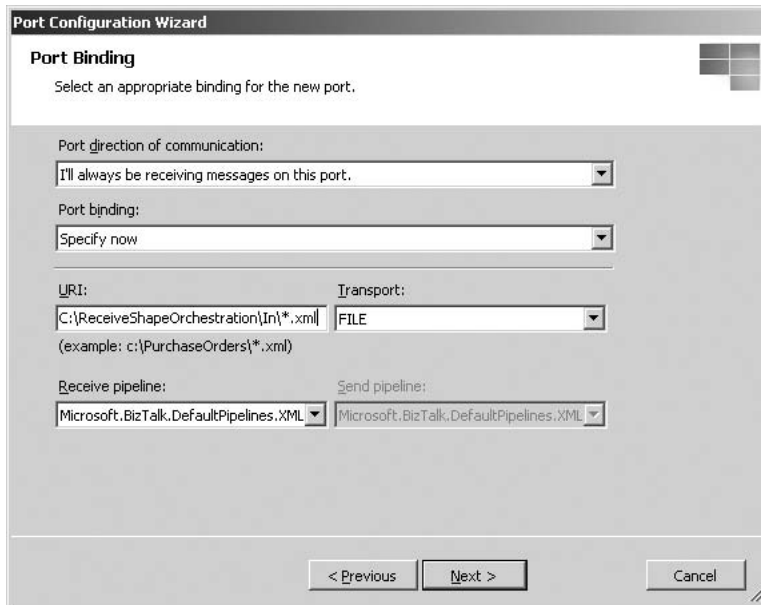 Port Configuration Wizard
Port Binding
Select an appropriate binding for the new port.
Port direction of communication:
I'll always be receiving messages on this port.
Port binding:
Specify now
URI: Transport:
C:\ReceiveShapeOrchestration\In\*.xml FILE
(example: c:\PurchaseOrders\*.xml)
Receive pipeline: Send pipeline:
Microsoft.BizTalk.DefaultPipelines.XML Microsoft.BizTalk.DefaultPipelines.XML
< Previous Next > Cancel